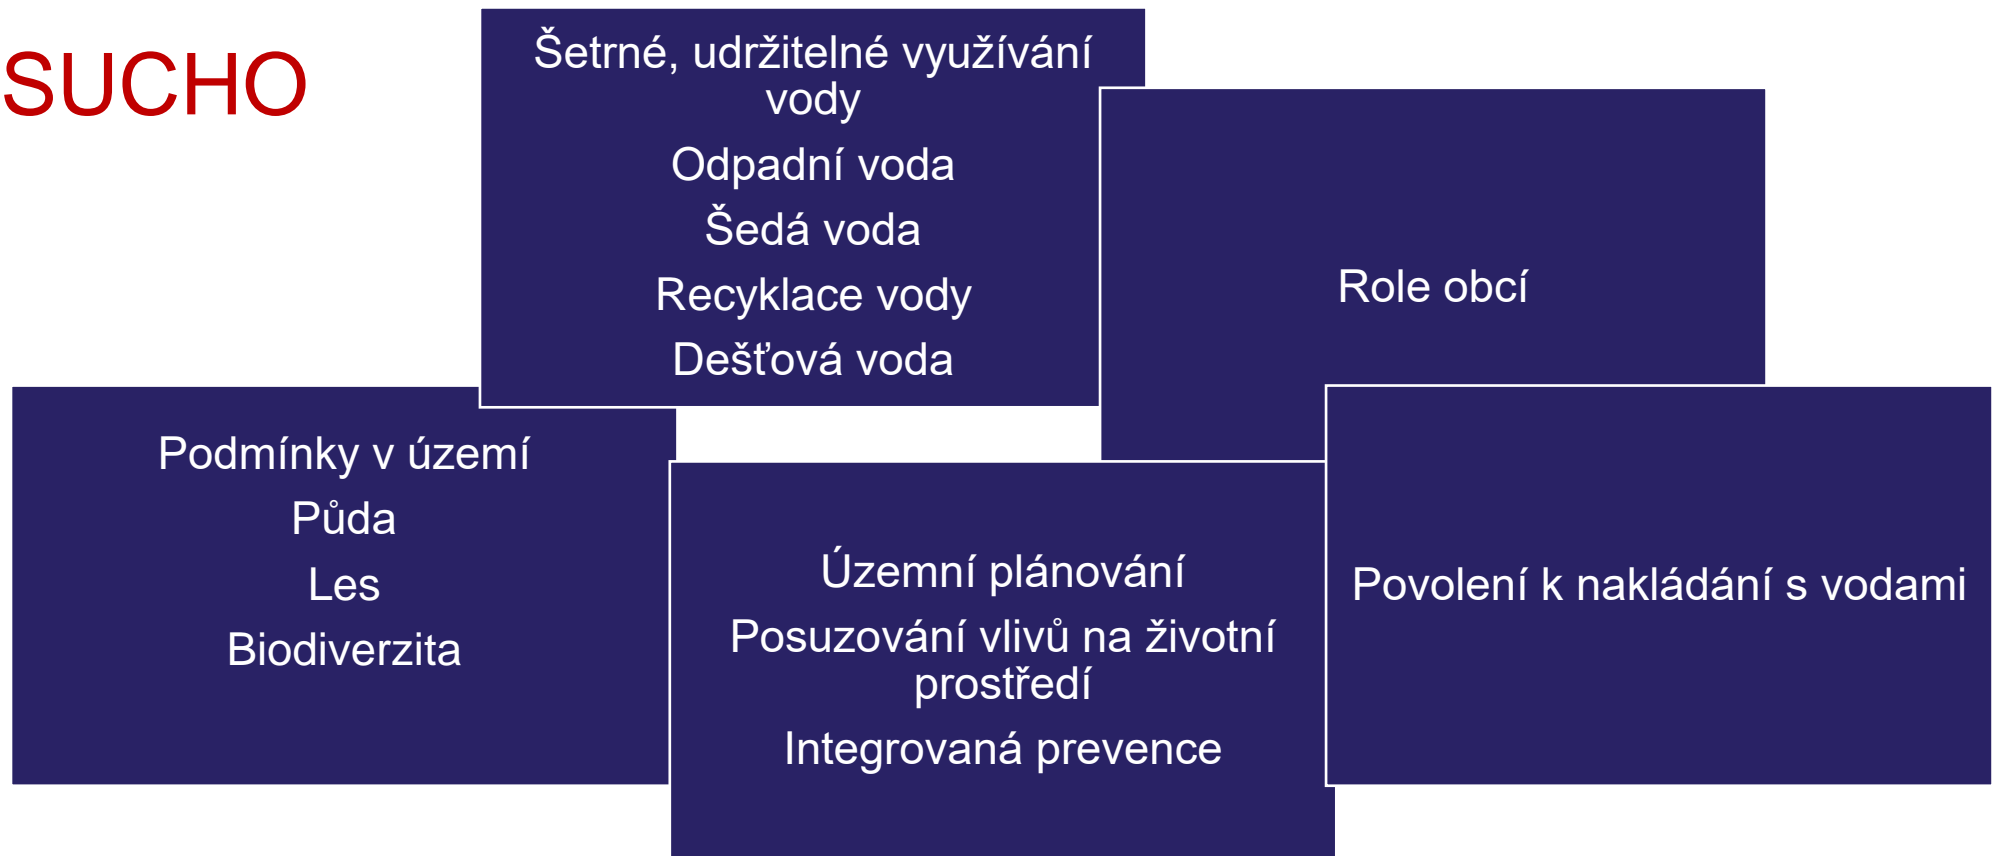 SUCHO
Šetrné, udržitelné využívání
vody
Odpadní voda
Šedá voda
Recyklace vody
Dešťová voda
Role obcí
Podmínky v území
Půda
Les
Biodiverzita
Územní plánování
Posuzování vlivů na životní
prostředí
Integrovaná prevence
Povolení k nakládání s vodami